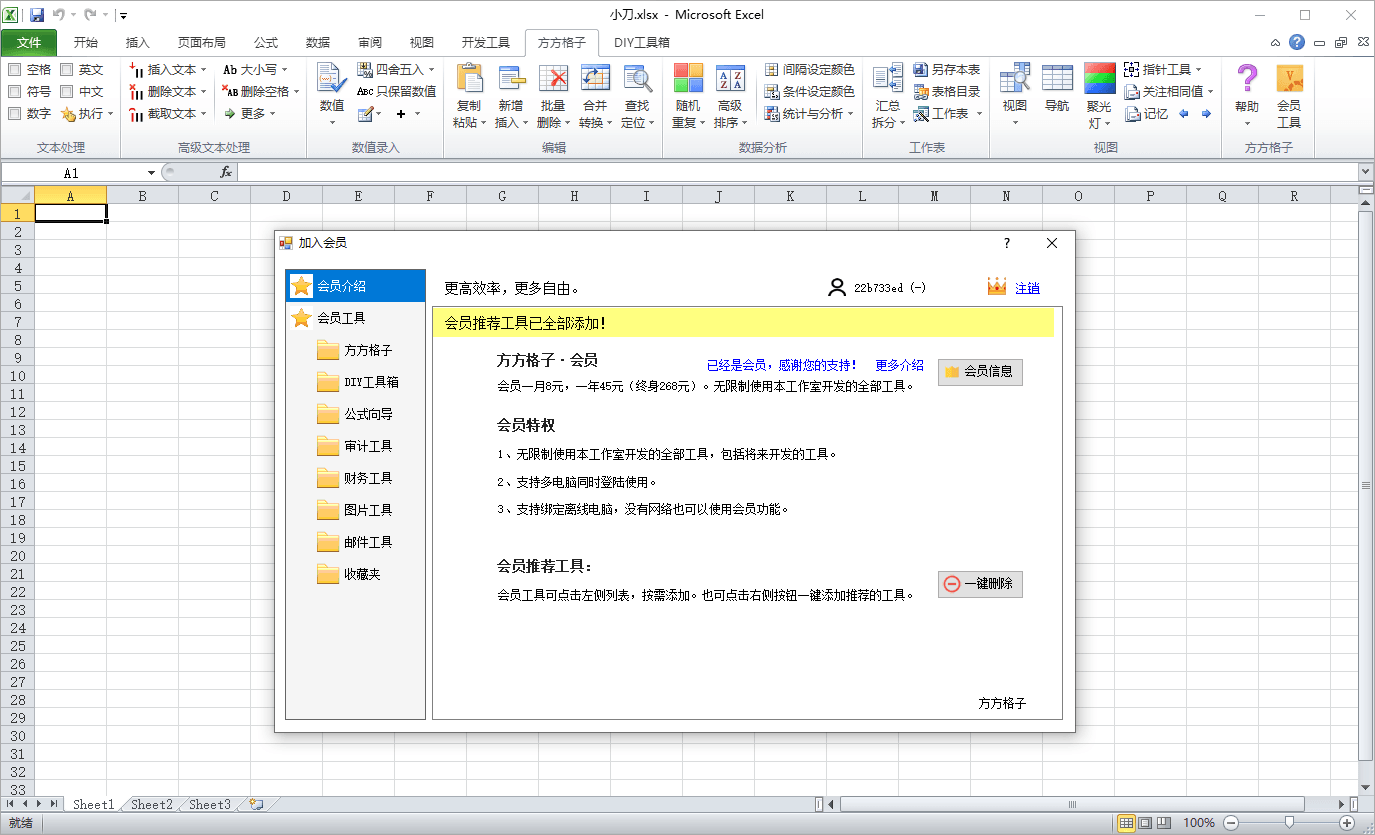 小刀.xlsx - Microsoft Excel
文件 开始 插入 页面布局 公式 数据 审阅 视图 开发工具 方方格子 DIY工具箱
空格 英文 插入文本 Ab 大小写 四舍五入 间隔设定颜色 另存本表 指针工具
符号 中文 删除文本 AB 删除空格 数值 ABC 只保留数值 复制 新增 批量 合并 查找 随机 高级 条件设定颜色 汇总 表格目录 视图 导航 聚光 关注相同值 帮助 会员
数字 执行 截取文本 更多 粘贴 插入 删除 转换 定位 重复 排序 统计与分析 拆分 工作表 灯 记忆 工具
文本处理 高级文本处理 数值录入 编辑 数据分析 工作表 视图 方方格子
A1 fx
A B C D E F G H I J K L M N O P Q R
1
2
3
4
5
6
7
8
9
10
11
12
13
14
15
16
17
18
19
20
21
22
23
24
25
26
27
28
29
30
31
32
33
加入会员 ?
会员介绍
会员工具
方方格子
DIY工具箱
公式向导
审计工具
财务工具
图片工具
邮件工具
收藏夹
更高效率，更多自由。 22b733ed (-) 注销
会员推荐工具已全部添加！
方方格子·会员 已经是会员，感谢您的支持！ 更多介绍 会员信息
会员一月8元，一年45元（终身268元）。无限制使用本工作室开发的全部工具。
会员特权
1、无限制使用本工作室开发的全部工具，包括将来开发的工具。
2、支持多电脑同时登陆使用。
3、支持绑定离线电脑，没有网络也可以使用会员功能。
会员推荐工具：
会员工具可点击左侧列表，按需添加。也可点击右侧按钮一键添加推荐的工具。 一键删除
方方格子
Sheet1 Sheet2 Sheet3
就绪 100%